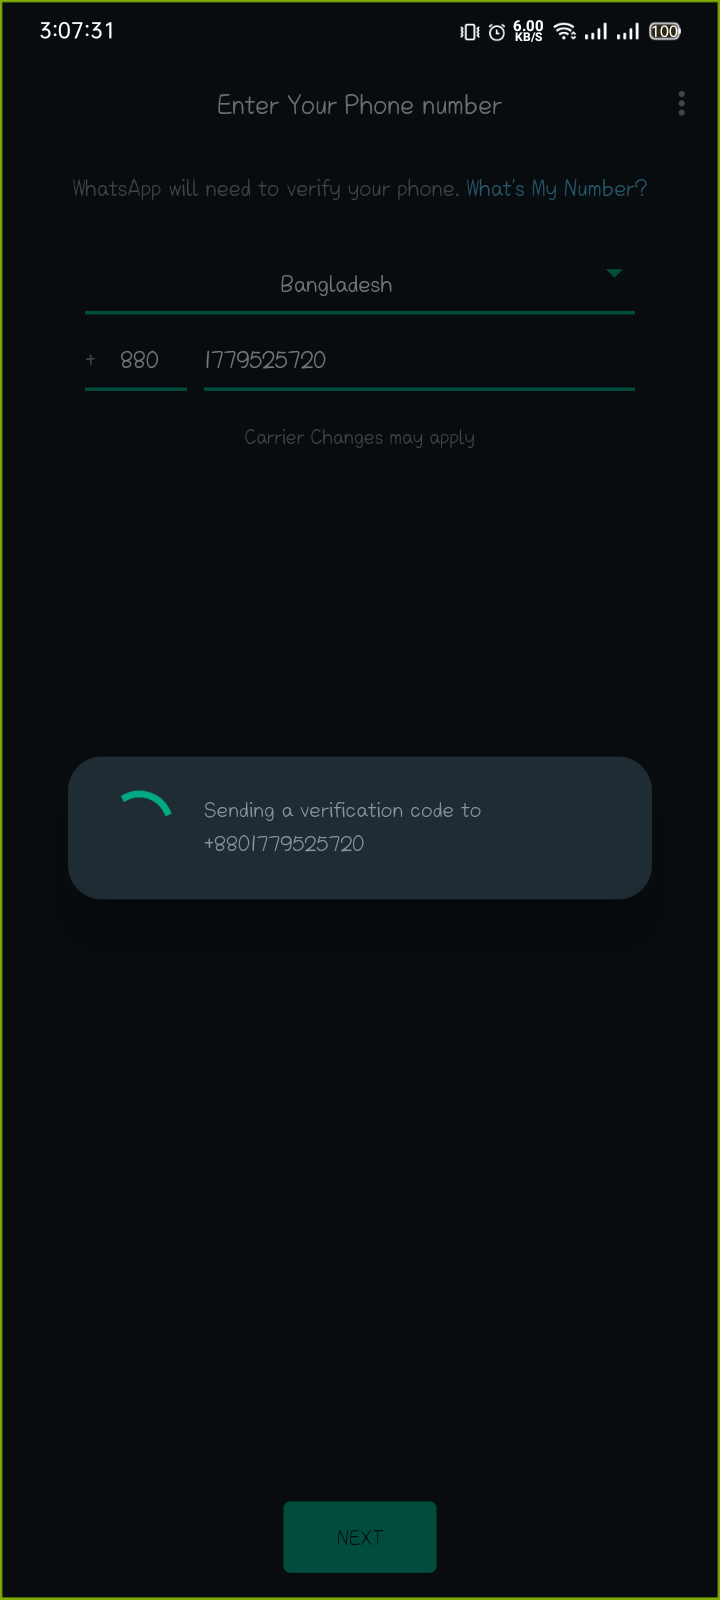 3:07:31
6.00
KB/S
100
Enter Your Phone number
WhatsApp will need to verify your phone. What's My Number?
Bangladesh
+ 880 1779525720
Carrier Changes may apply
Sending a verification code to
+8801779525720
NEXT